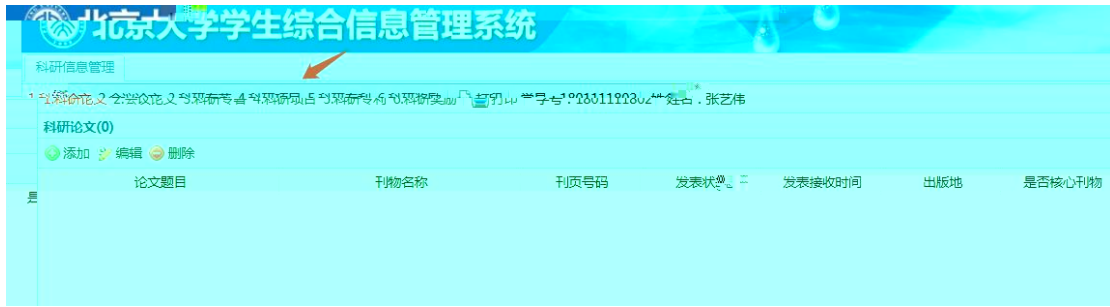 北京大学学生综合信息管理系统
科研信息管理
打印 学号: 姓名：张艺伟
科研论文(0)
添加 编辑 删除
论文题目 刊物名称 刊页号码 发表状 发表接收时间 出版地 是否核心刊物
是